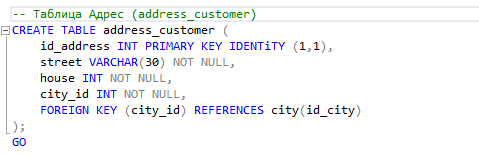 -- Таблица Адрес (address_customer)
CREATE TABLE address_customer (
id_address INT PRIMARY KEY IDENTiTY (1,1),
street VARCHAR(30) NOT NULL,
house INT NOT NULL,
city_id INT NOT NULL,
FOREIGN KEY (city_id) REFERENCES city(id_city)
);
GO